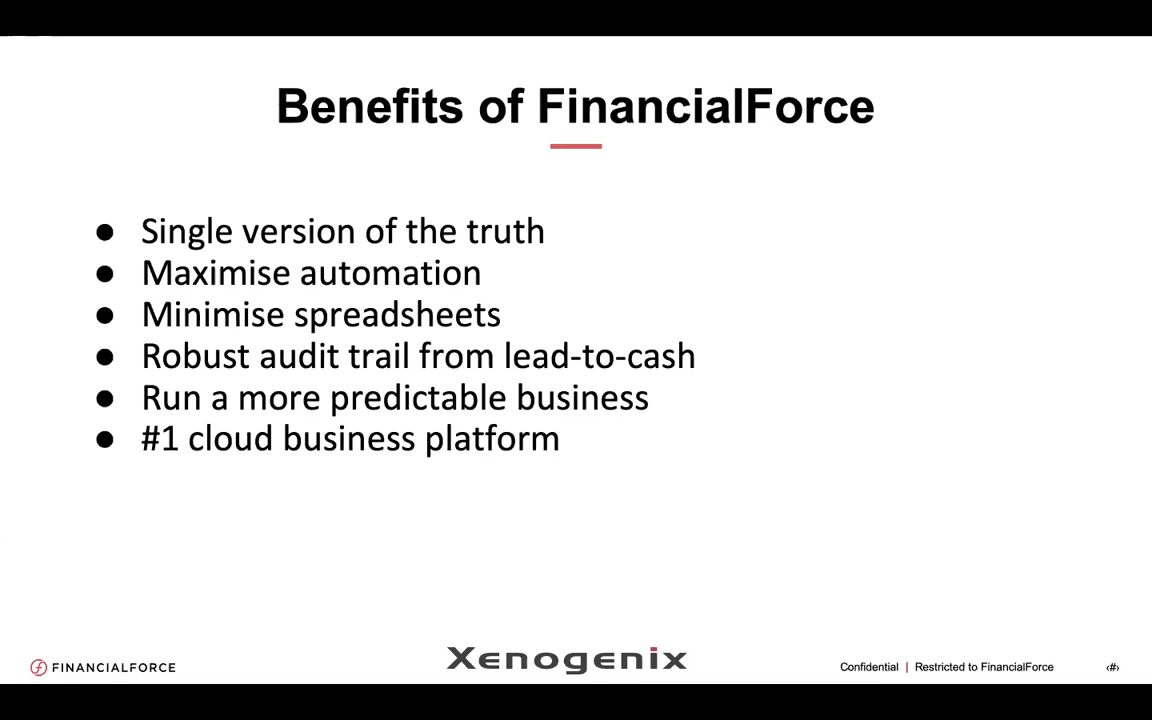 Benefits of FinancialForce
● Single version of the truth
● Maximise automation
● Minimise spreadsheets
● Robust audit trail from lead-to-cash
● Run a more predictable business
● #1 cloud business platform
FINANCIALFORCE
Xenogenix
Confidential | Restricted to FinancialForce
‹#›